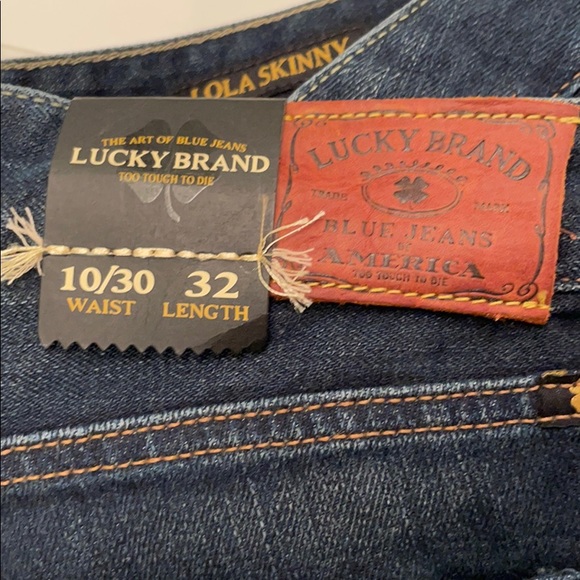 LOLA SKINNY
THE ART OF BLUE JEANS
LUCKY BRAND
TOO TOUGH TO DIE
10/30 32
WAIST LENGTH
LUCKY BRAND
TRADE MARK
BLUE JEANS
OF
AMERICA
TOO TOUGH TO DIE